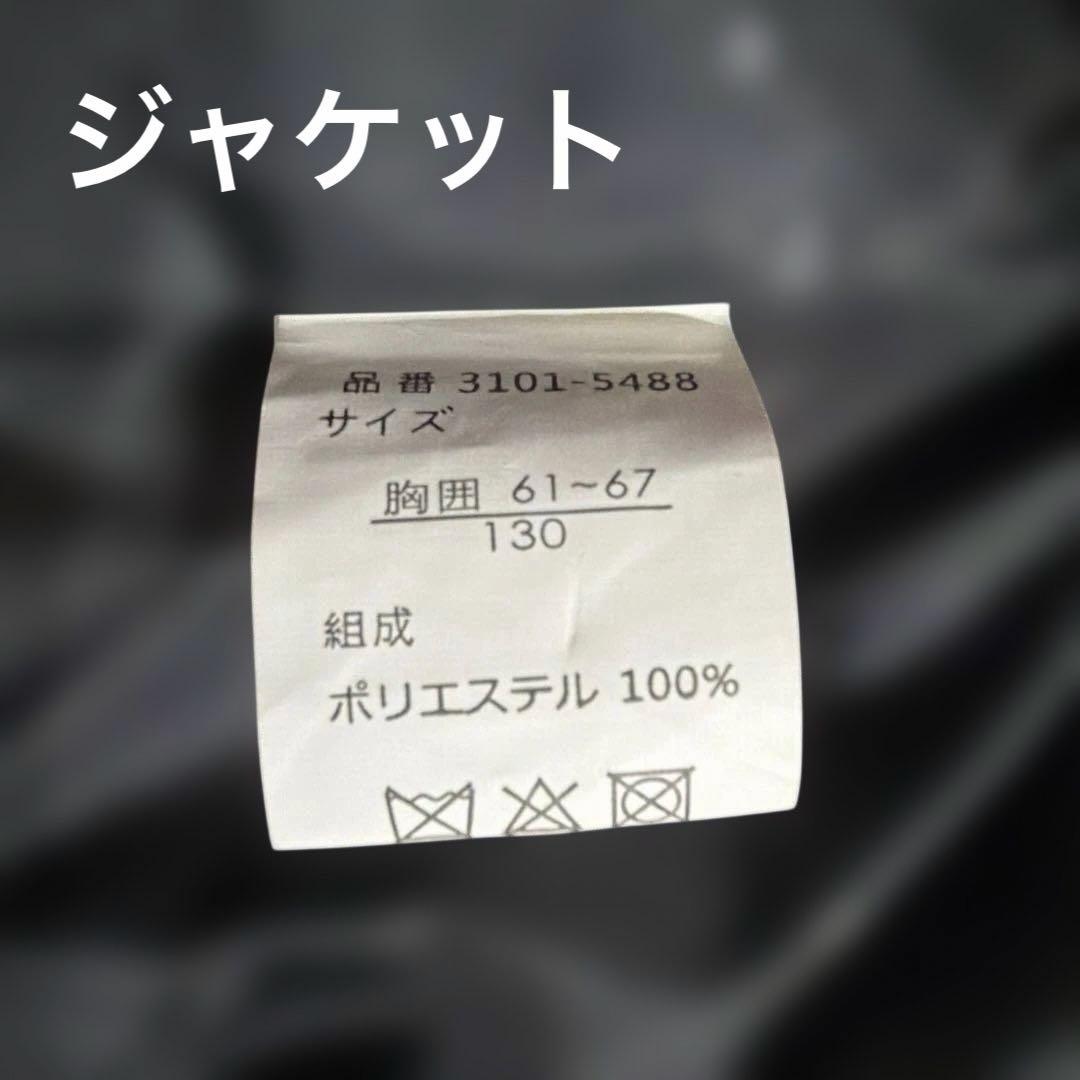 ジャケット
品番 3101-5488
サイズ
胸囲 61~67
130
組成
ポリエステル 100%